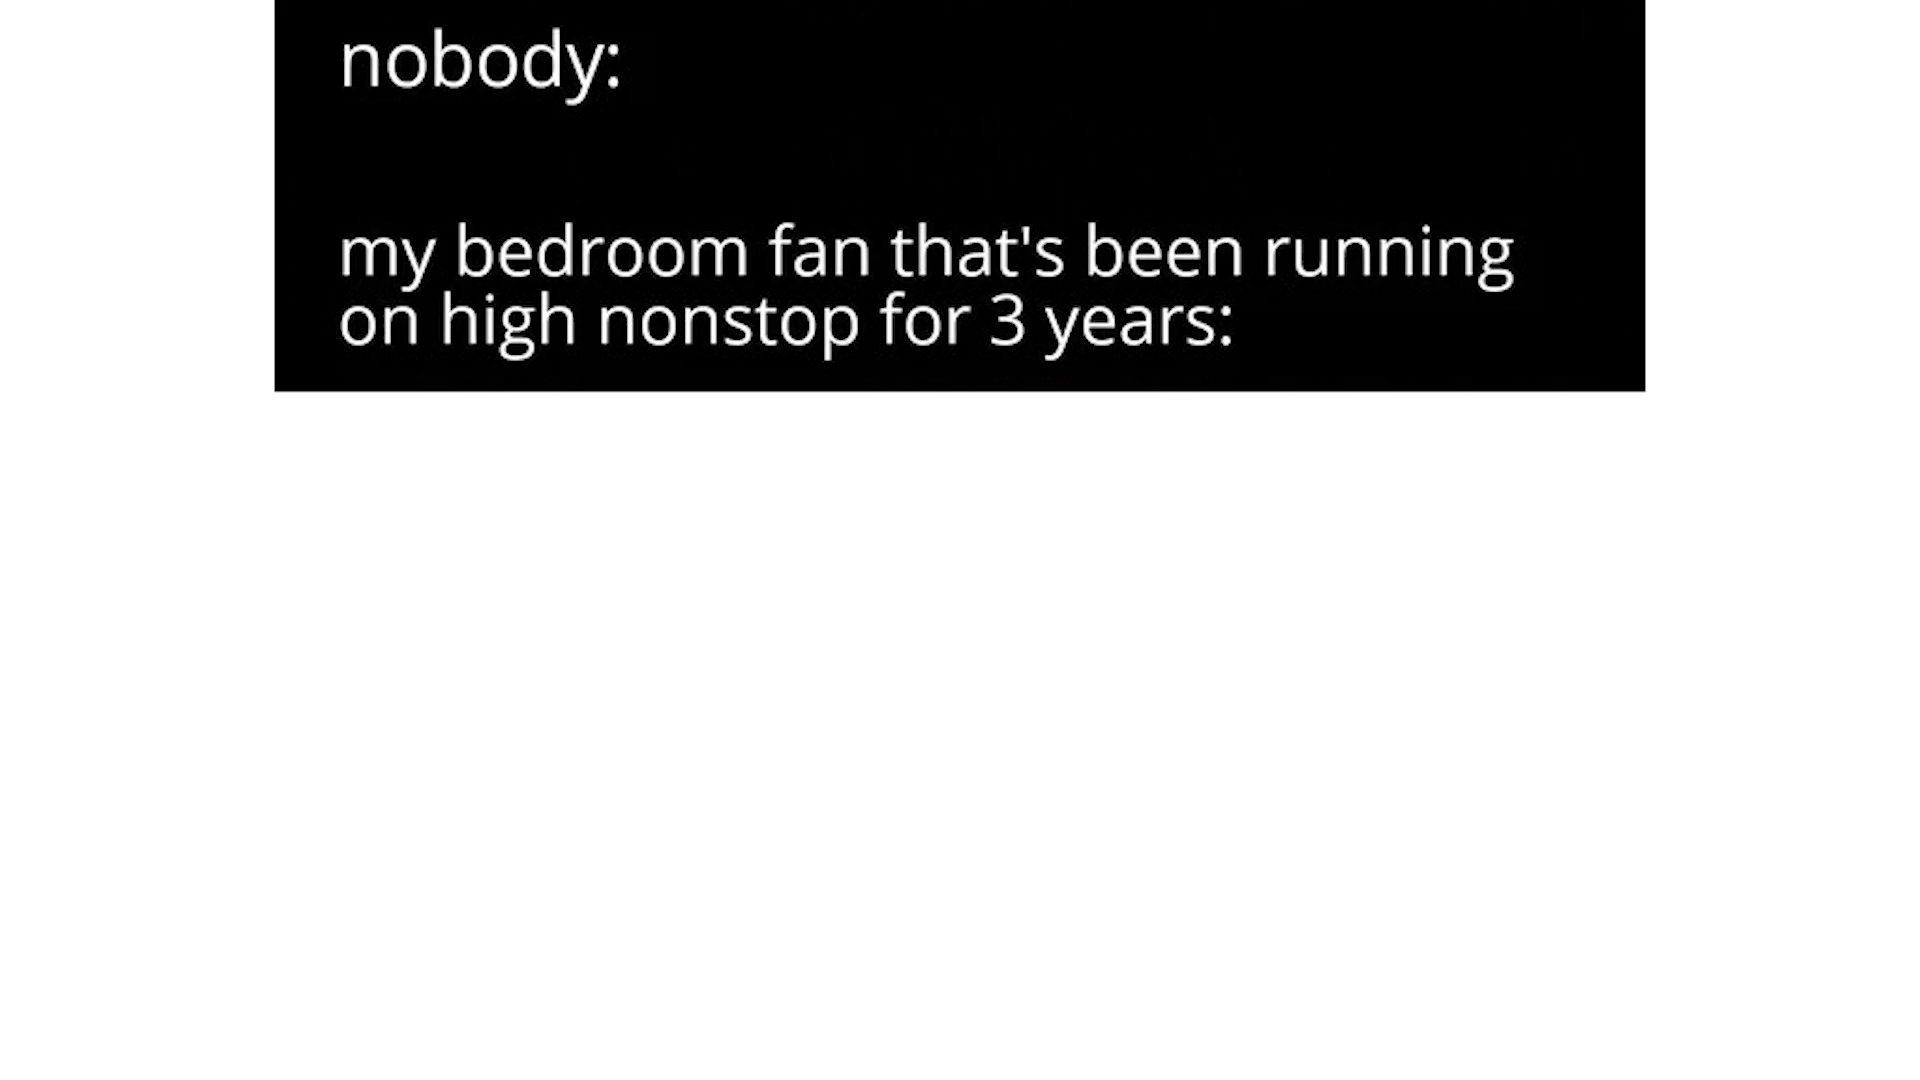 nobody:
my bedroom fan that's been running
on high nonstop for 3 years: